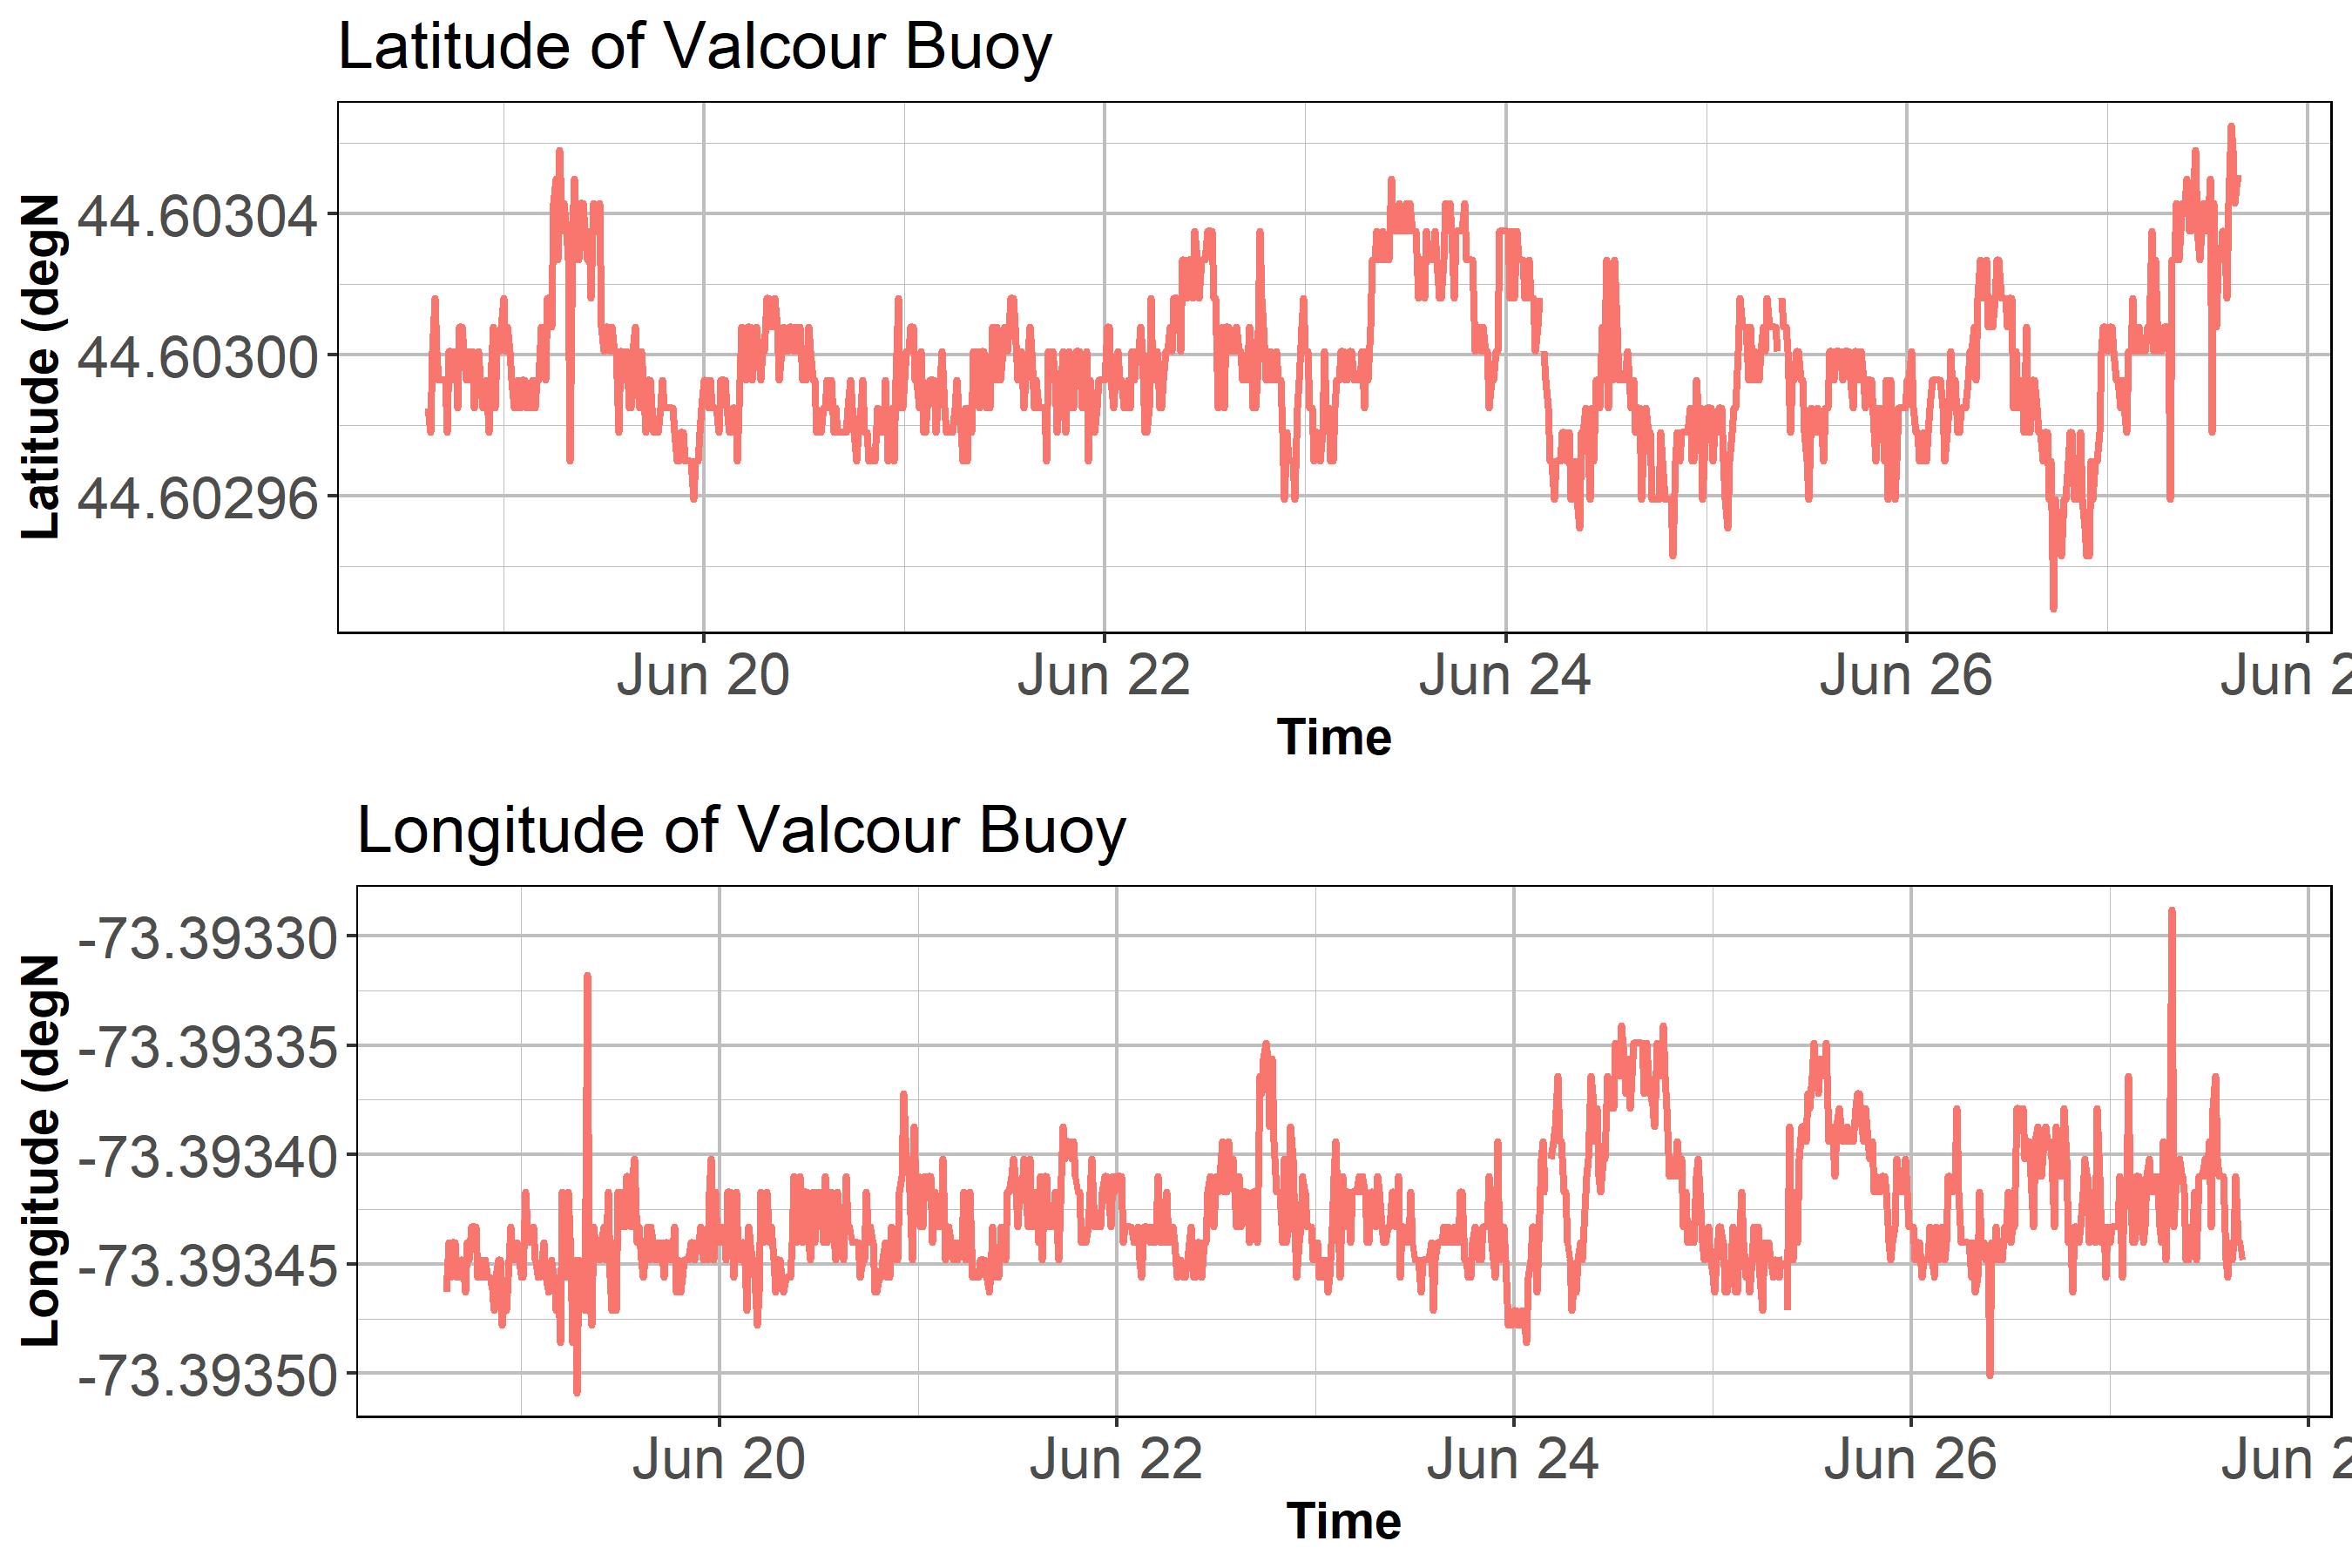 Latitude of Valcour Buoy
Latitude (degN
44.60304
44.60300
44.60296
Jun 20 Jun 22 Jun 24 Jun 26 Jun 2
Time
Longitude of Valcour Buoy
Longitude (degN
-73.39330
-73.39335
-73.39340
-73.39345
-73.39350
Jun 20 Jun 22 Jun 24 Jun 26 Jun 2
Time